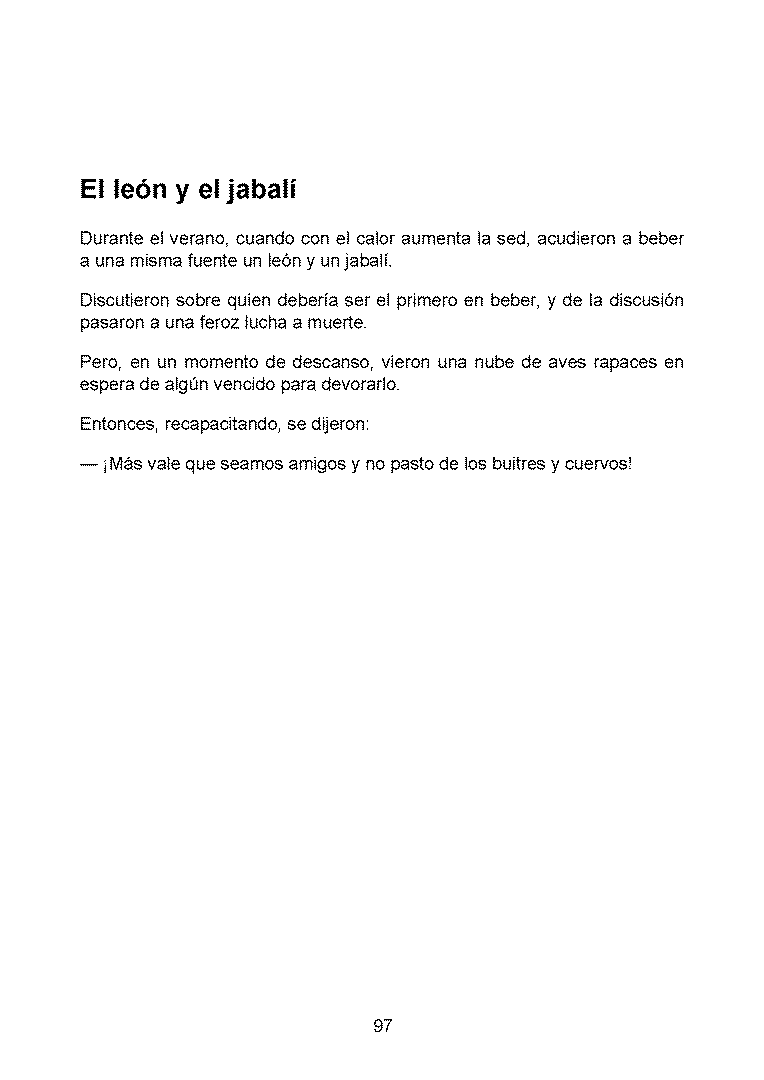 El león y el jabalí
Durante el verano, cuando con el calor aumenta la sed, acudieron a beber
a una misma fuente un león y un jabalí.
Discutieron sobre quien debería ser el primero en beber, y de la discusión
pasaron a una feroz lucha a muerte.
Pero, en un momento de descanso, vieron una nube de aves rapaces en
espera de algún vencido para devorarlo.
Entonces, recapacitando, se dijeron:
— ¡Más vale que seamos amigos y no pasto de los buitres y cuervos!
97